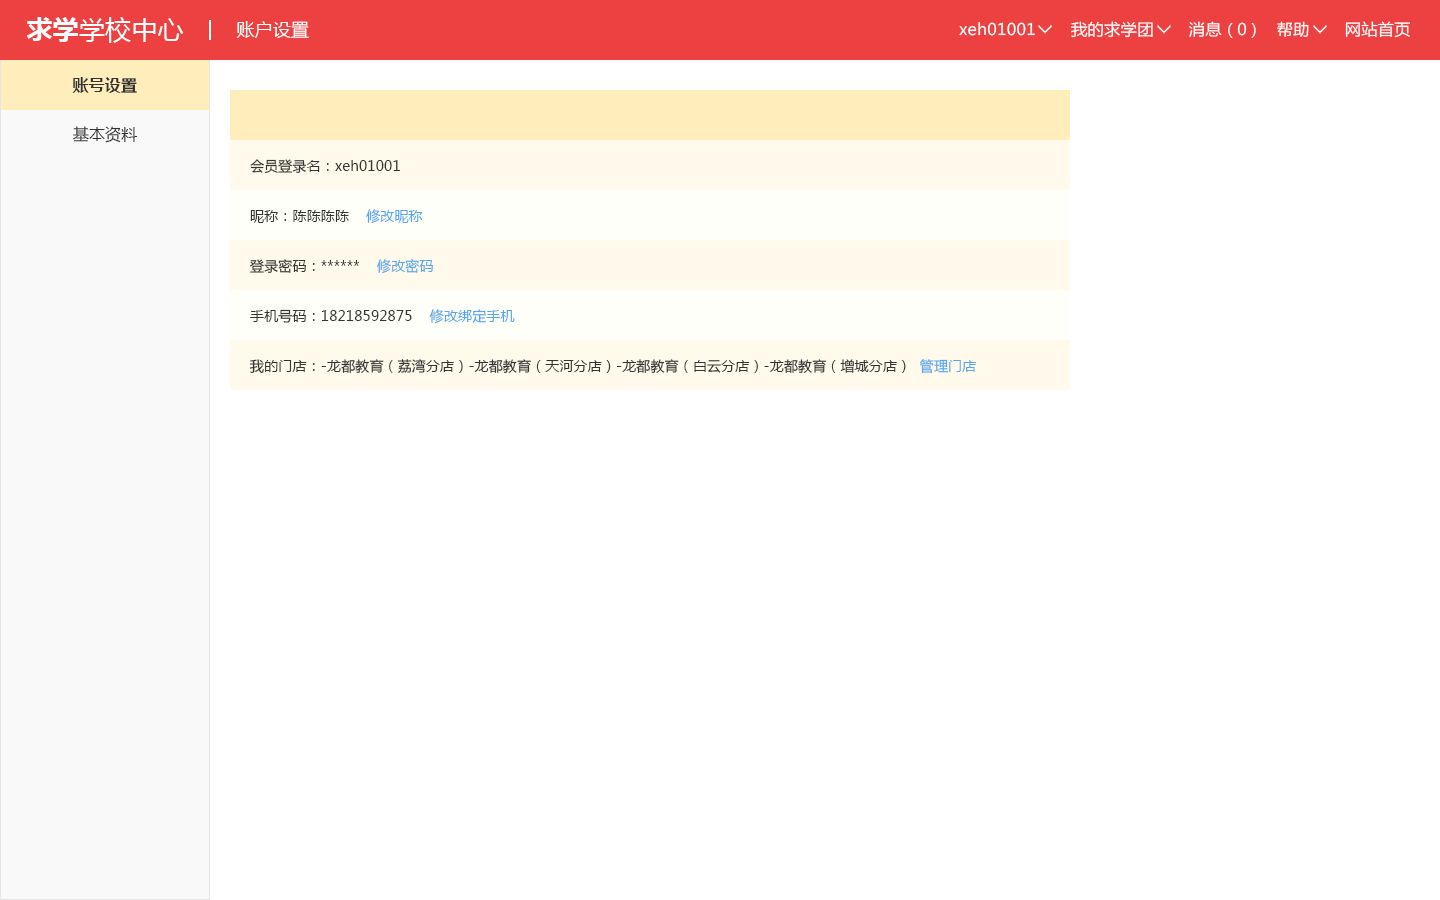 求学学校中心 | 账户设置 xeh01001 我的求学团 消息（0） 帮助 网站首页
账号设置
基本资料
会员登录名：xeh01001
昵称：陈陈陈陈 修改昵称
登录密码：****** 修改密码
手机号码：18218592875 修改绑定手机
我的门店：-龙都教育（荔湾分店）-龙都教育（天河分店）-龙都教育（白云分店）-龙都教育（增城分店） 管理门店